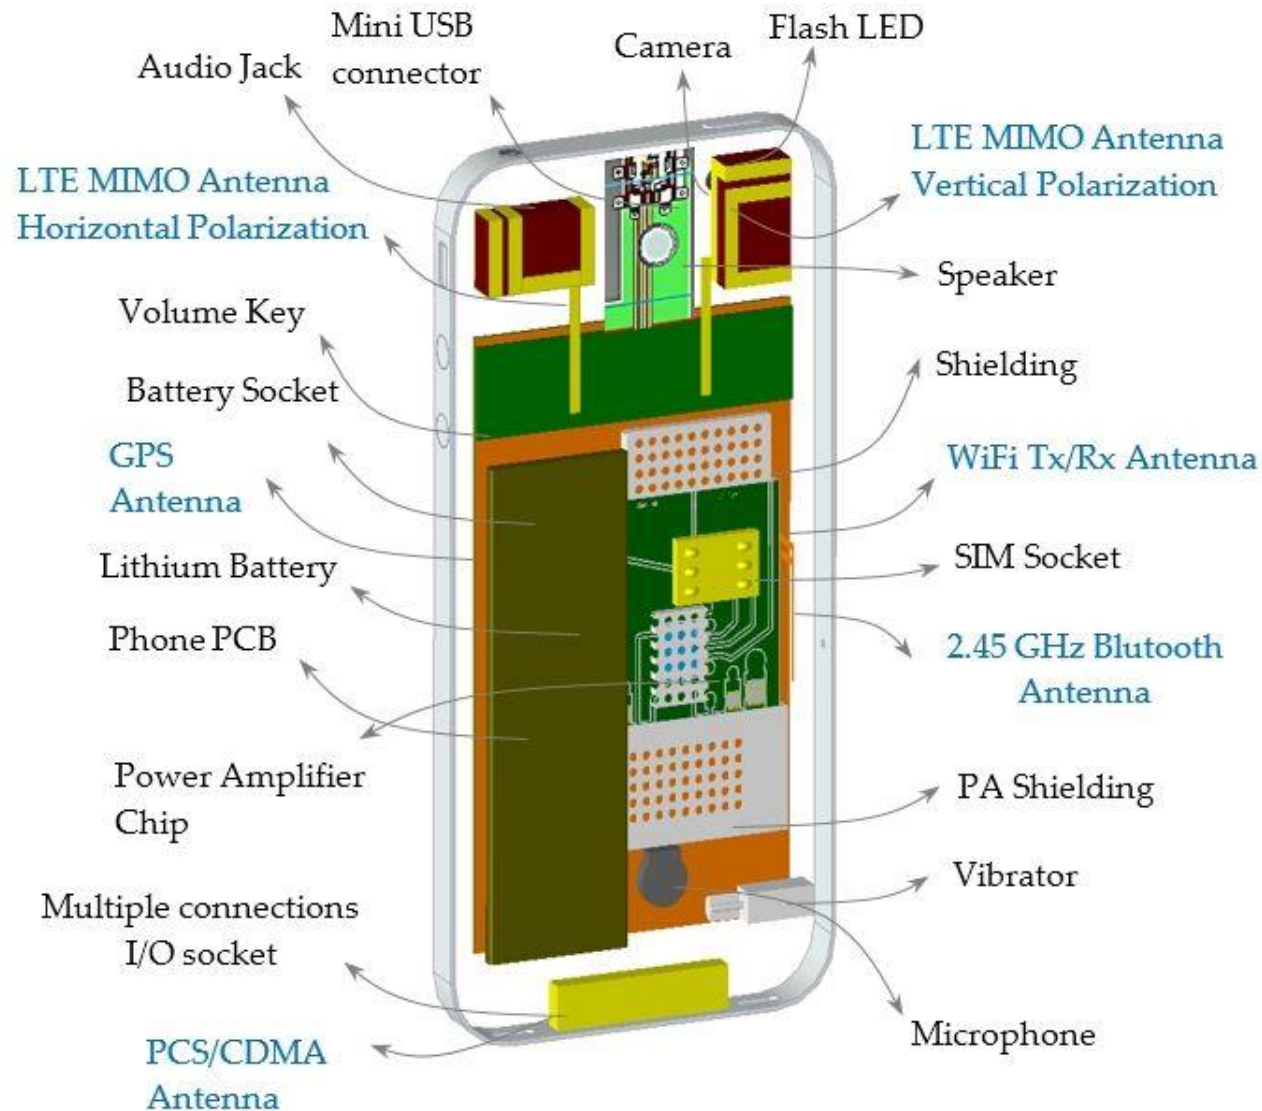 Mini USB
connector
Audio Jack
Camera
Flash LED
LTE MIMO Antenna
Horizontal Polarization
LTE MIMO Antenna
Vertical Polarization
Speaker
Volume Key
Battery Socket
Shielding
GPS
Antenna
WiFi Tx/Rx Antenna
Lithium Battery
SIM Socket
Phone PCB
2.45 GHz Blutooth
Antenna
Power Amplifier
Chip
PA Shielding
Vibrator
Multiple connections
I/O socket
Microphone
PCS/CDMA
Antenna